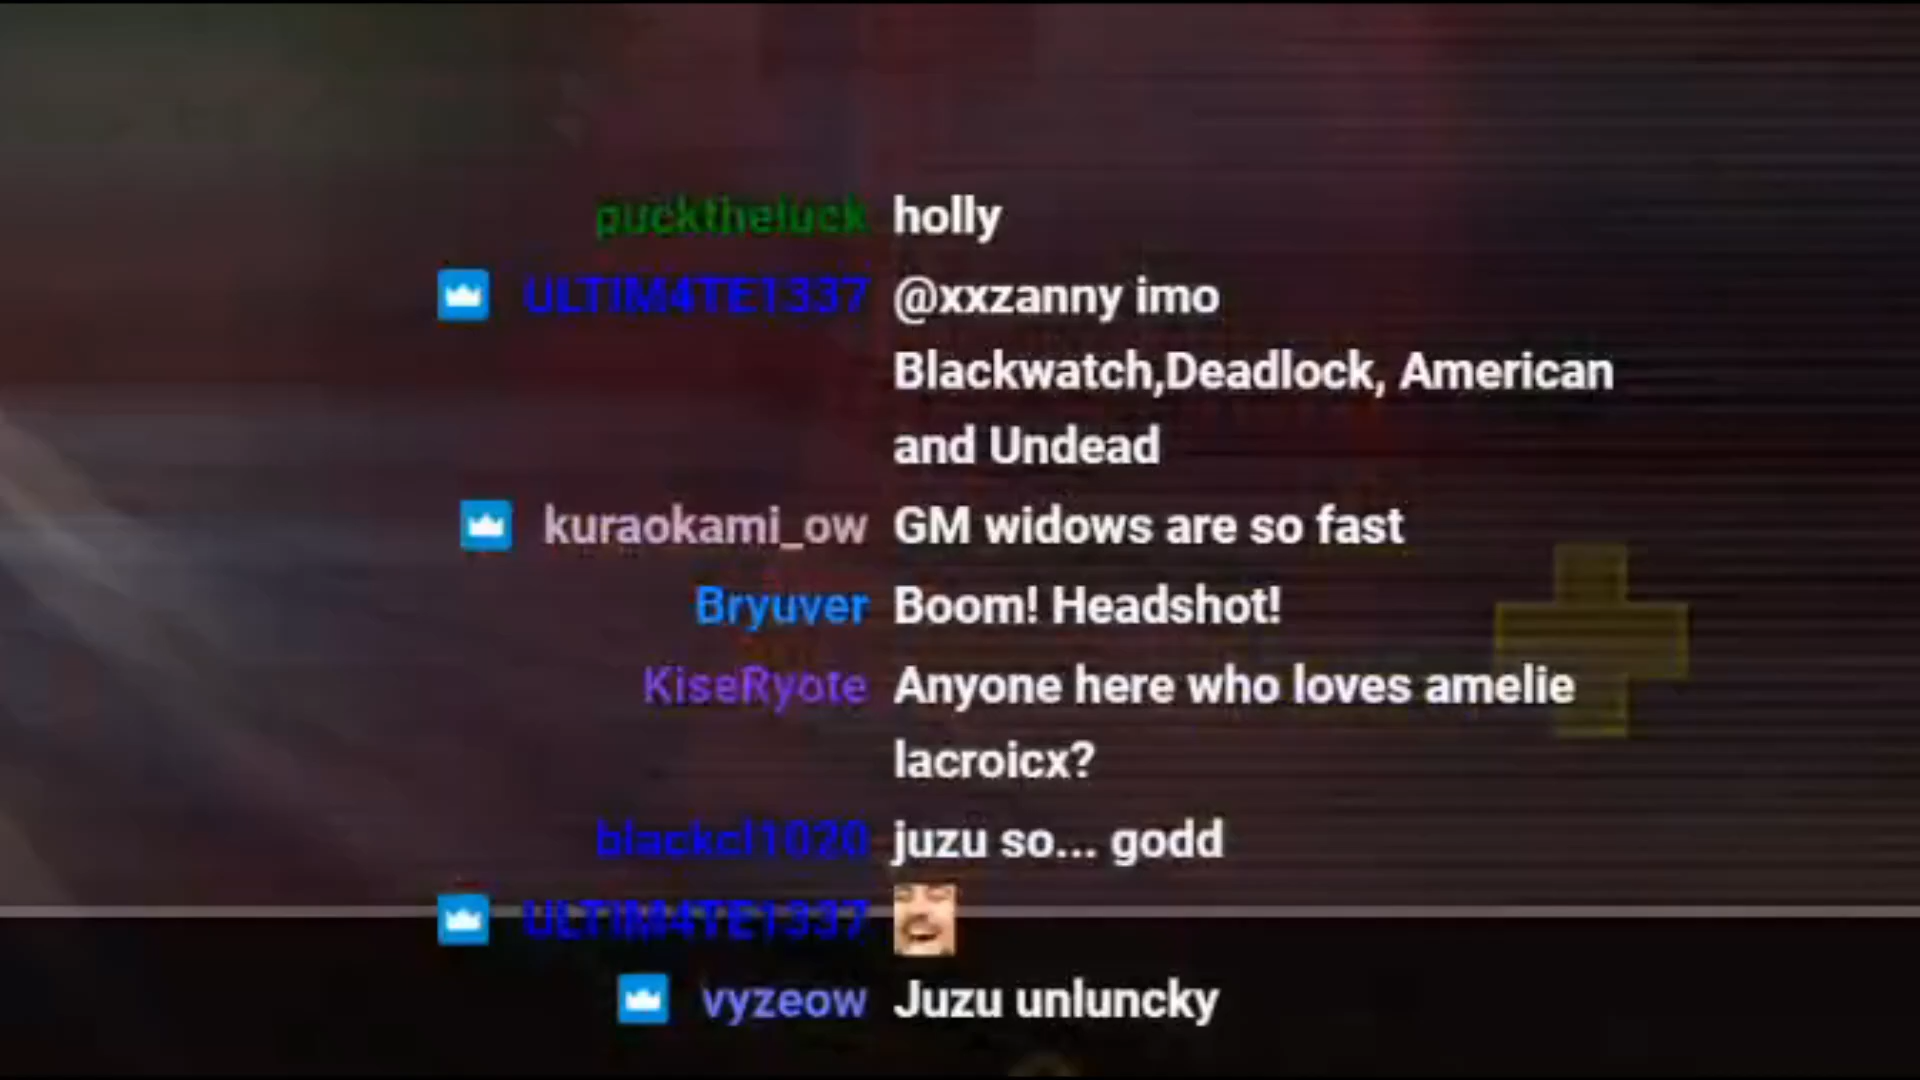 pucktheluck holly
ULTIM4TE1337 @xxzanny imo
Blackwatch,Deadlock, American
and Undead
kuraokami_ow GM widows are so fast
Bryuver Boom! Headshot!
KiseRyote Anyone here who loves amelie
lacroicx?
blackcl1020 juzu so... godd
ULTIM4TE1337
vyzeow Juzu unluncky